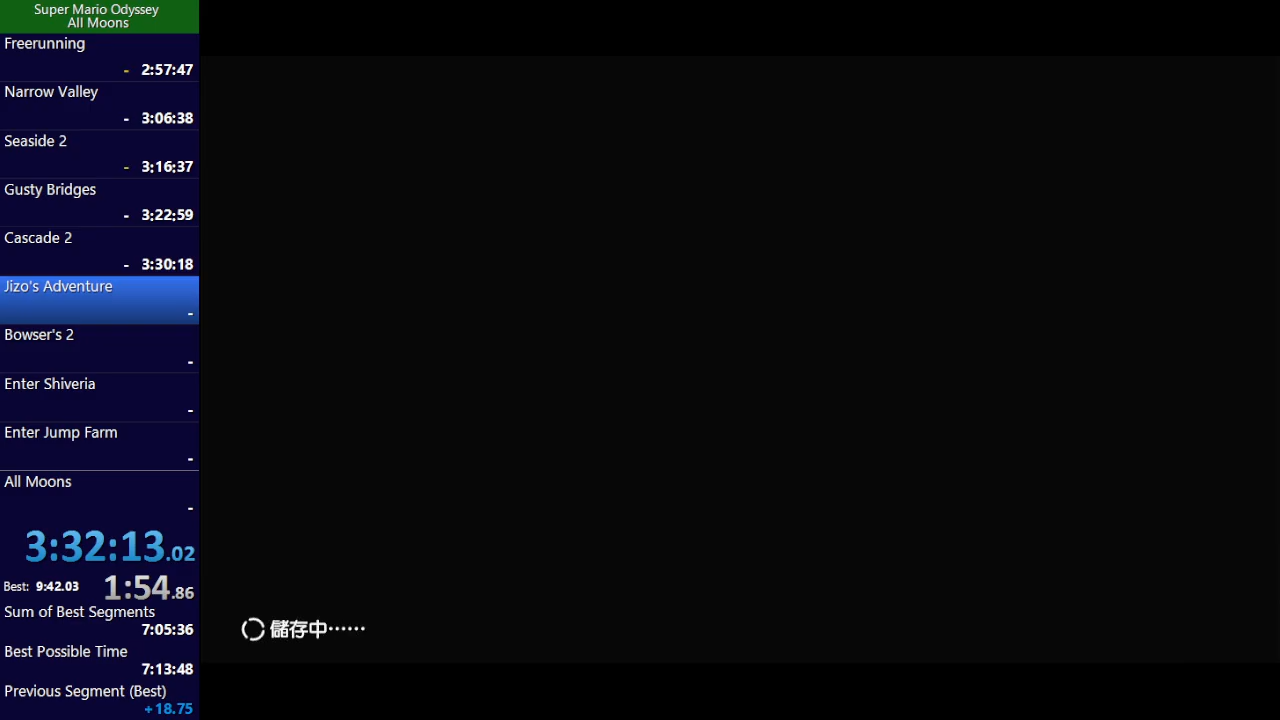 Super Mario Odyssey
All Moons
Freerunning
- 2:57:47
Narrow Valley
- 3:06:38
Seaside 2
- 3:16:37
Gusty Bridges
- 3:22:59
Cascade 2
- 3:30:18
Jizo's Adventure
-
Bowser's 2
-
Enter Shiveria
-
Enter Jump Farm
-
All Moons
-
3:32:13.02
Best: 9:42.03 1:54.86
Sum of Best Segments
7:05:36
儲存中……
Best Possible Time
7:13:48
Previous Segment (Best)
+18.75